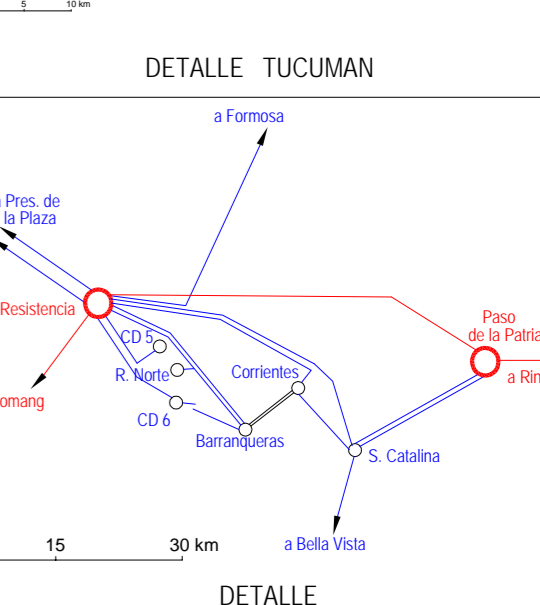 5 10 km
DETALLE TUCUMAN
a Formosa
a Pres. de
la Plaza
Resistencia
CD 5
Paso
de la Patria
R. Norte
Corrientes
a Rin
omang
CD 6
Barranqueras
S. Catalina
15 30 km
a Bella Vista
DETALLE